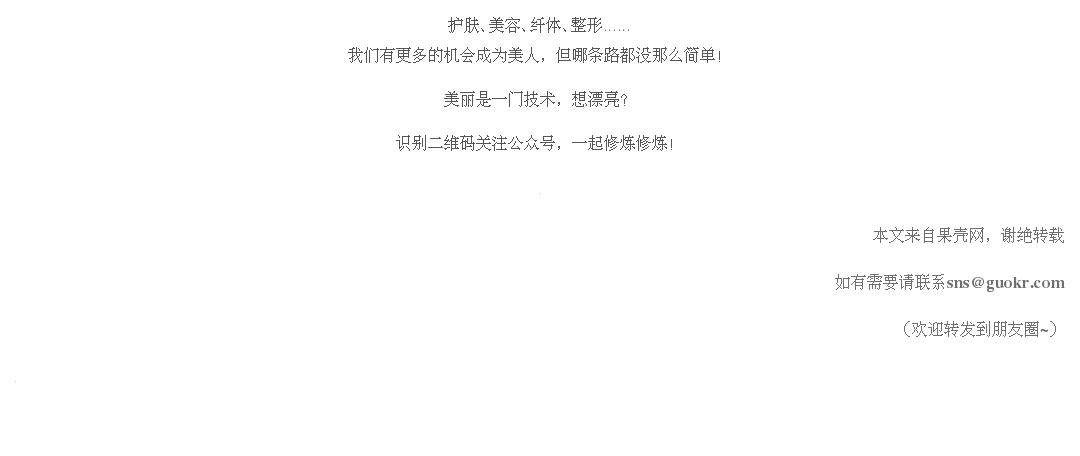 护肤、美容、纤体、整形……
我们有更多的机会成为美人，但哪条路都没那么简单！
美丽是一门技术，想漂亮？
识别二维码关注公众号，一起修炼修炼！
本文来自果壳网，谢绝转载
如有需要请联系sns@guokr.com
（欢迎转发到朋友圈~）